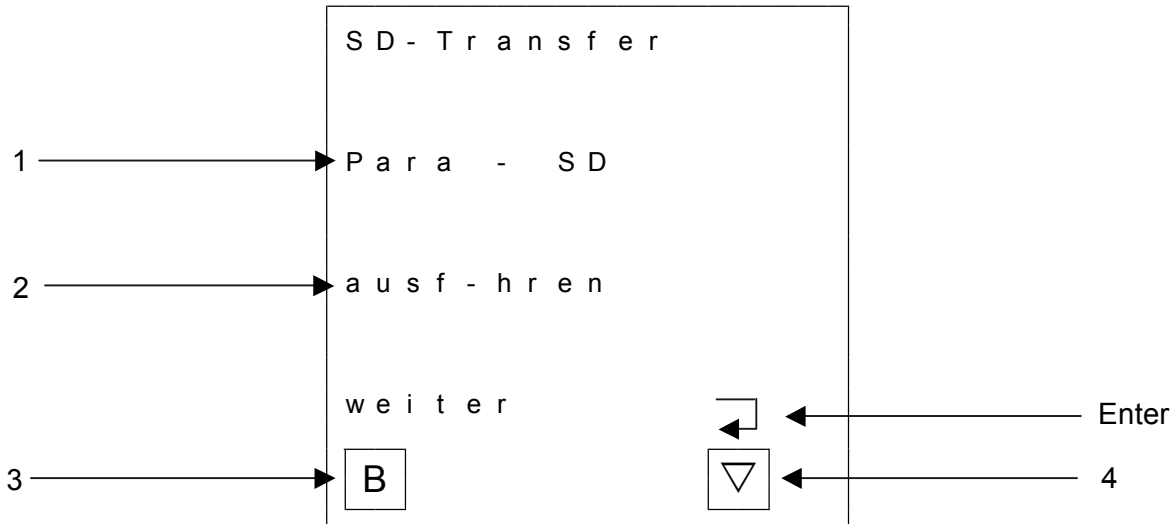 SD-Transfer
1 Para - SD
2 ausf-hren
weiter Enter
3 B 4